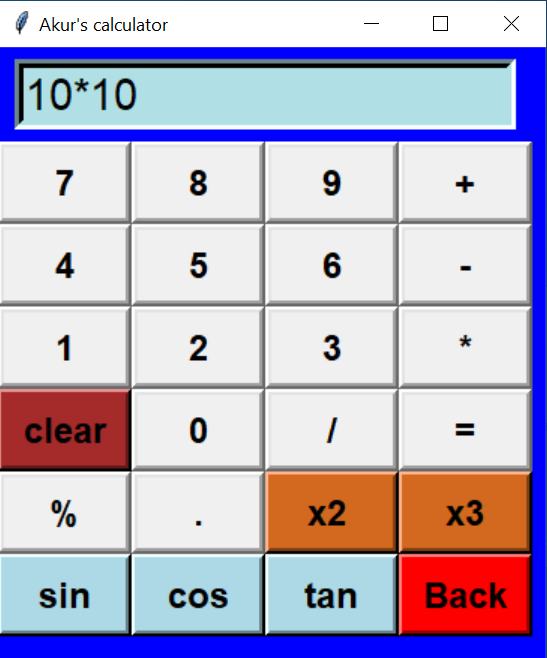 Akur's calculator
10*10
7 8 9 +
4 5 6 -
1 2 3 *
clear 0 / =
% . x2 x3
sin cos tan Back